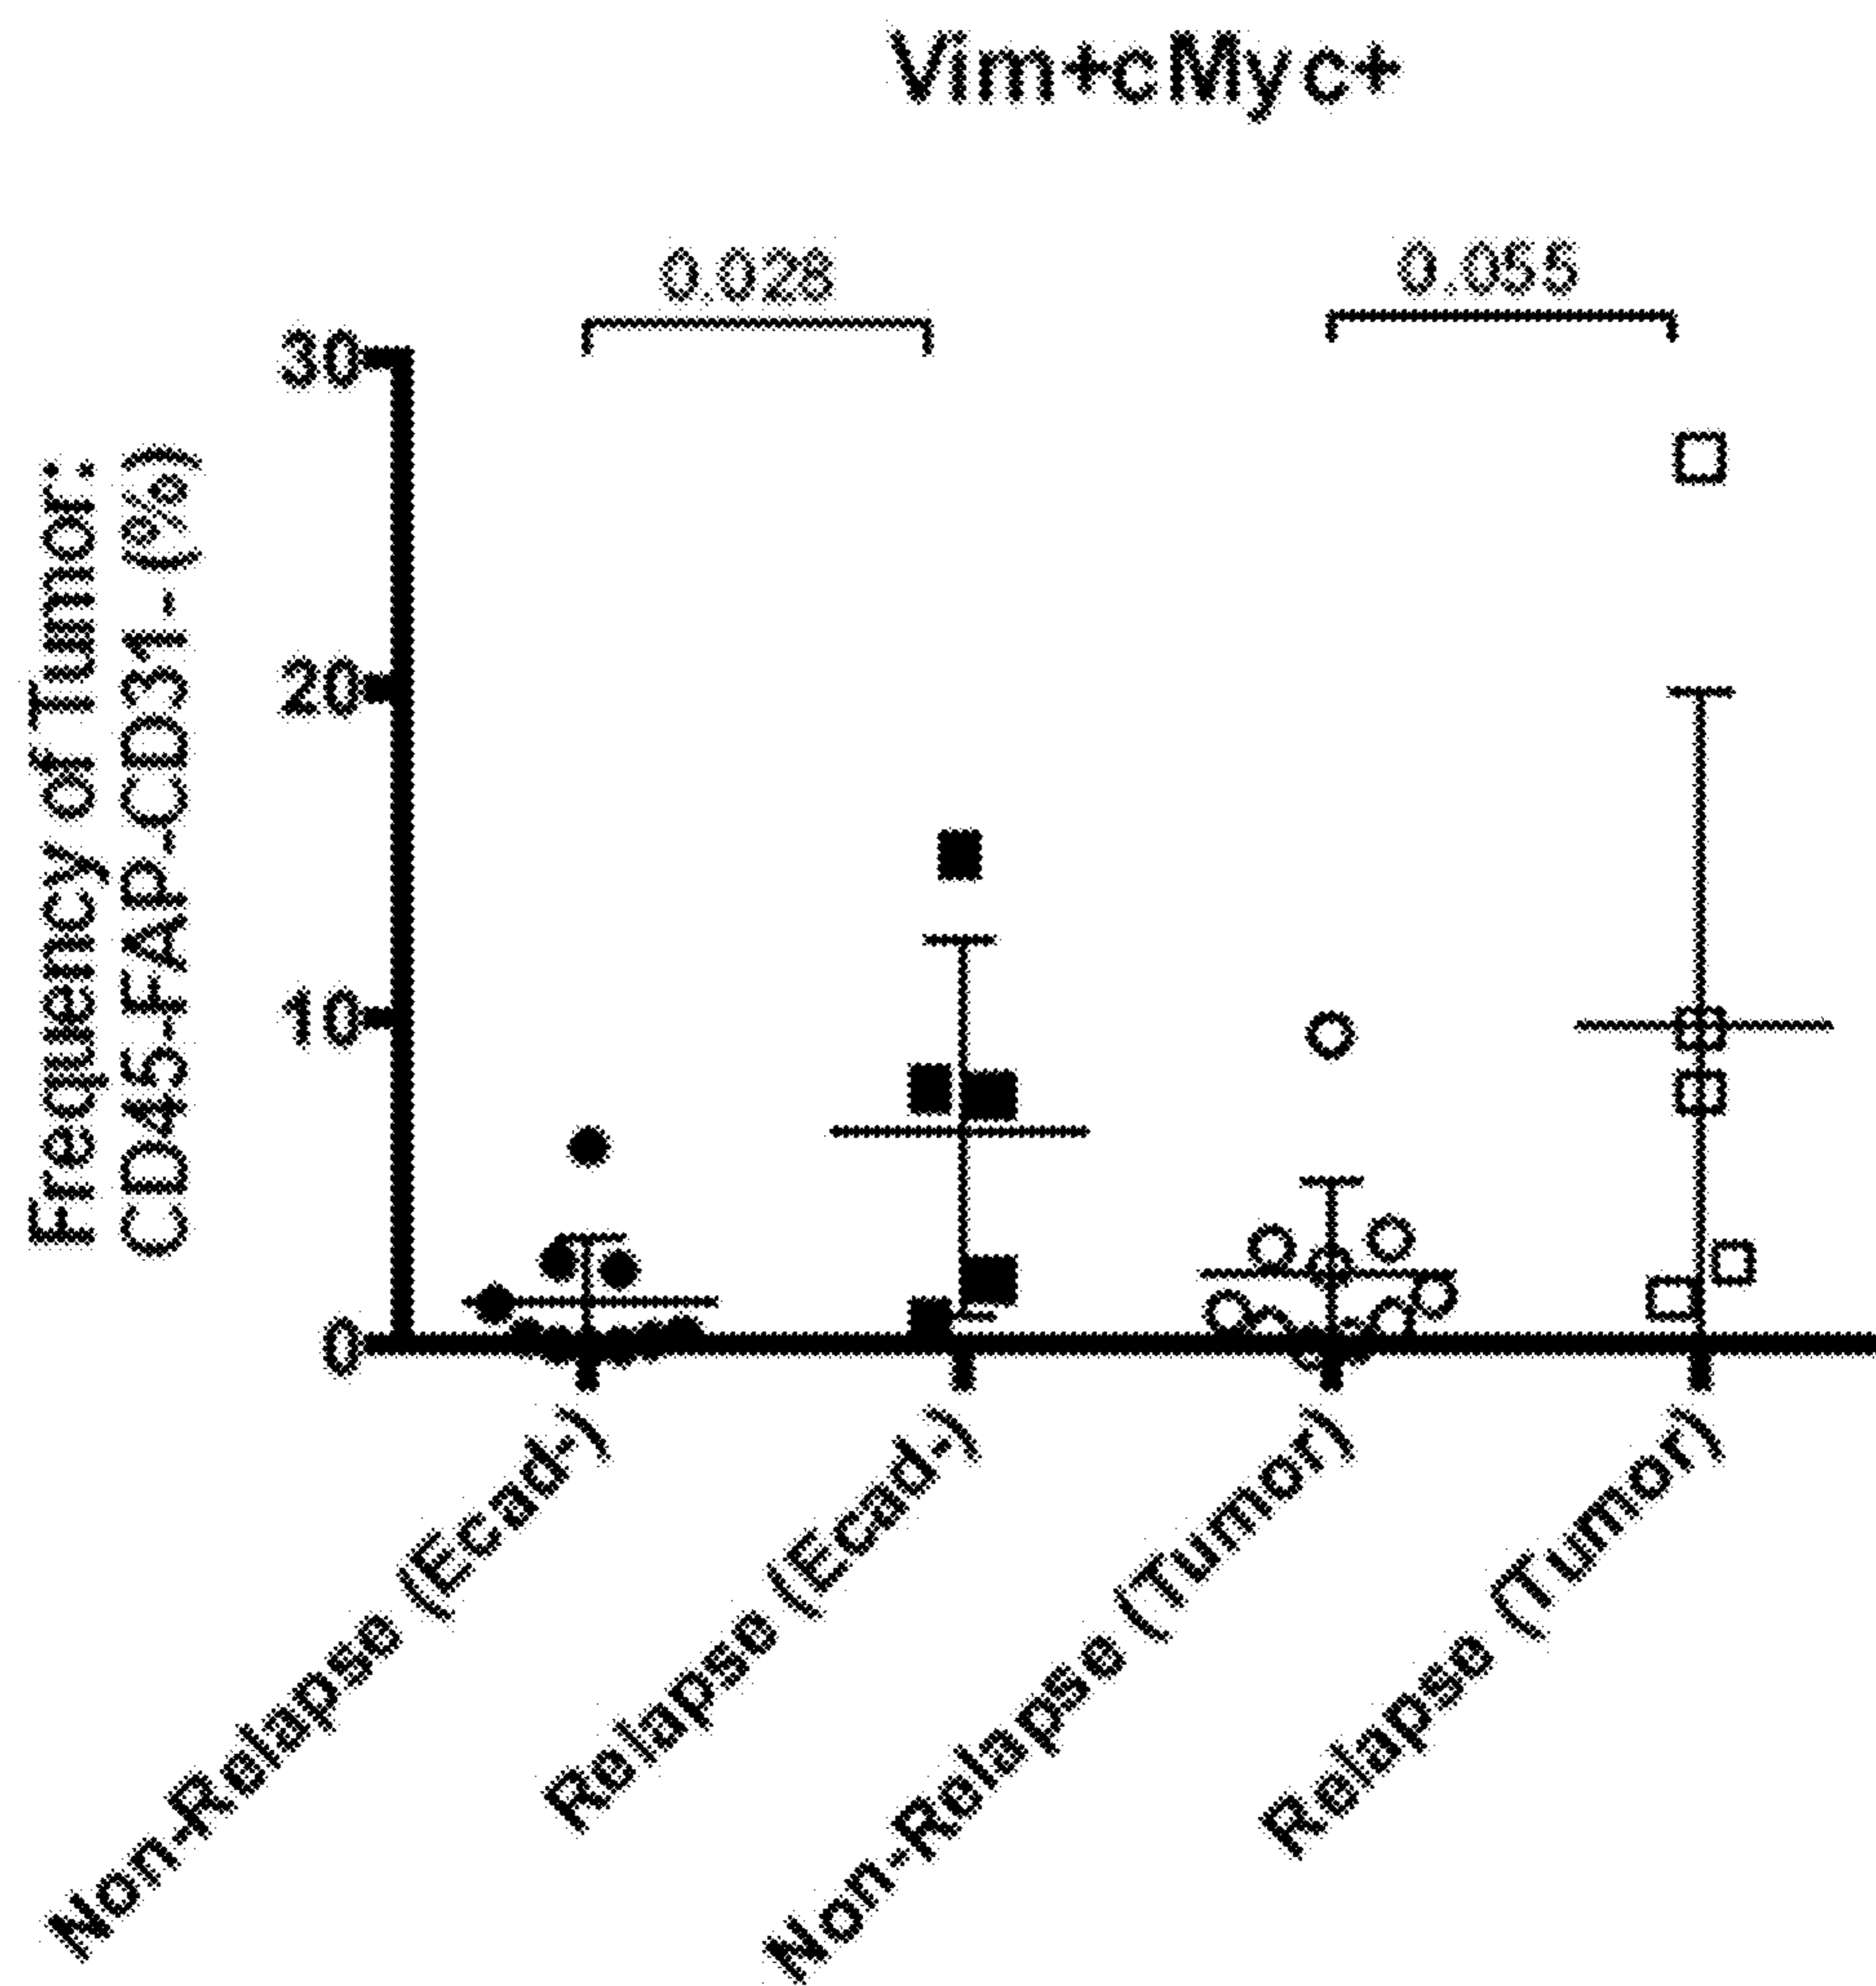 Vim+cMyc+
0.028
0.055
Frequency of Tumor:
CD45-FAP-CD31- (%)
30
20
10
0
Non-Relapse (Ecad-)
Relapse (Ecad-)
Non-Relapse (Tumor)
Relapse (Tumor)